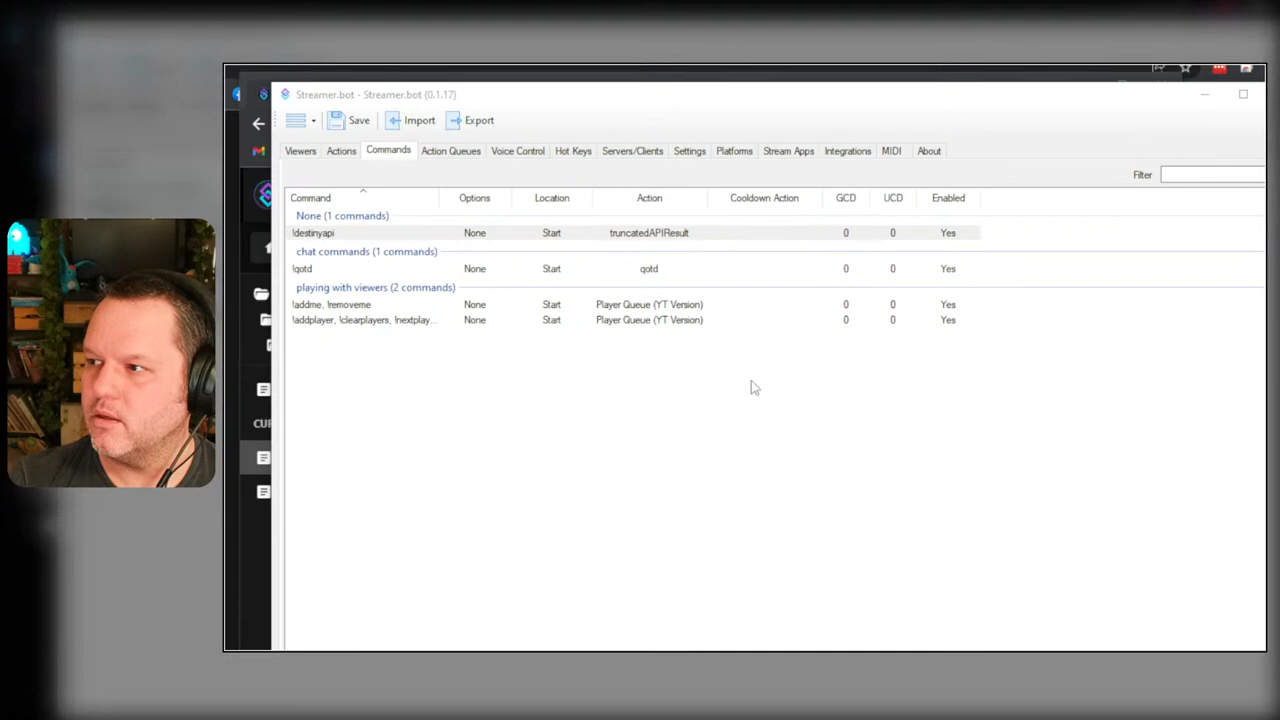 Streamer.bot - Streamer.bot (0.1.17)
Save Import Export
Viewers Actions Commands Action Queues Voice Control Hot Keys Servers/Clients Settings Platforms Stream Apps Integrations MIDI About
Filter
Command Options Location Action Cooldown Action GCD UCD Enabled
None (1 commands)
!destinyapi None Start truncatedAPIResult 0 0 Yes
chat commands (1 commands)
!qotd None Start qotd 0 0 Yes
playing with viewers (2 commands)
!addme, !removeme None Start Player Queue (YT Version) 0 0 Yes
!addplayer, !clearplayers, !nextplay... None Start Player Queue (YT Version) 0 0 Yes
CUR